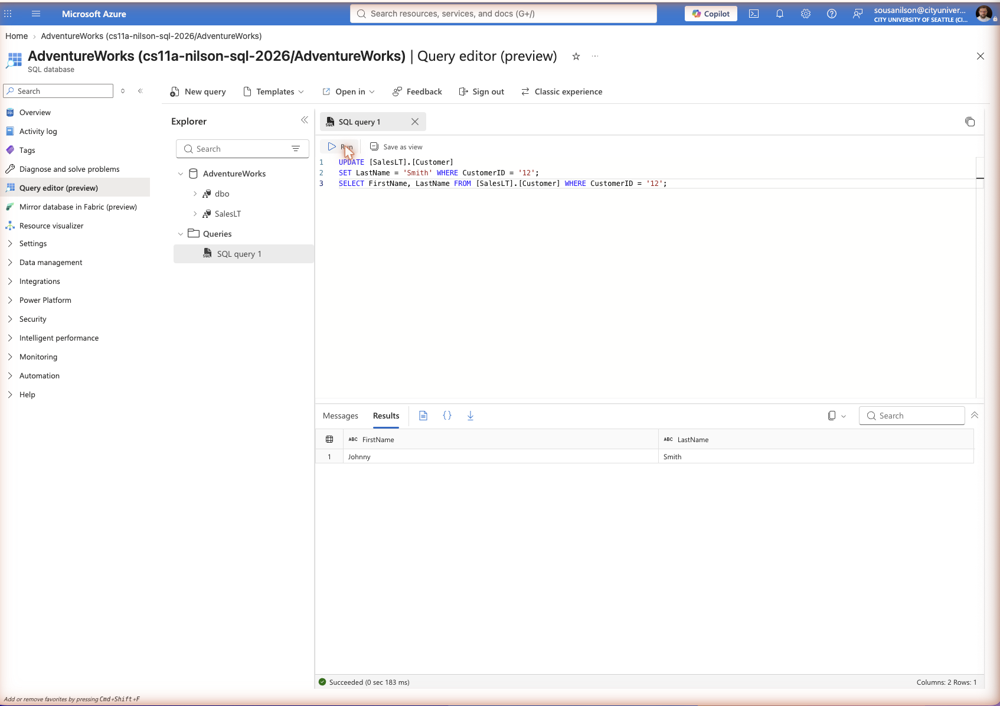 Microsoft Azure
Search resources, services, and docs (G+/)
Copilot
sousanilson@cityuniver...
CITY UNIVERSITY OF SEATTLE (CI...
Home > AdventureWorks (cs11a-nilson-sql-2026/AdventureWorks)
AdventureWorks (cs11a-nilson-sql-2026/AdventureWorks) | Query editor (preview)
SQL database
Search
New query
Templates
Open in
Feedback
Sign out
Classic experience
Overview
Activity log
Tags
Diagnose and solve problems
Query editor (preview)
Mirror database in Fabric (preview)
Resource visualizer
Settings
Data management
Integrations
Power Platform
Security
Intelligent performance
Monitoring
Automation
Help
Explorer
Search
AdventureWorks
dbo
SalesLT
Queries
SQL query 1
SQL query 1
Run
Save as view
1 UPDATE [SalesLT].[Customer]
2 SET LastName = 'Smith' WHERE CustomerID = '12';
3 SELECT FirstName, LastName FROM [SalesLT].[Customer] WHERE CustomerID = '12';
Messages
Results
Search
ABC FirstName
ABC LastName
1 Johnny Smith
Succeeded (0 sec 183 ms)
Columns: 2 Rows: 1
Add or remove favorites by pressing Cmd+Shift+F